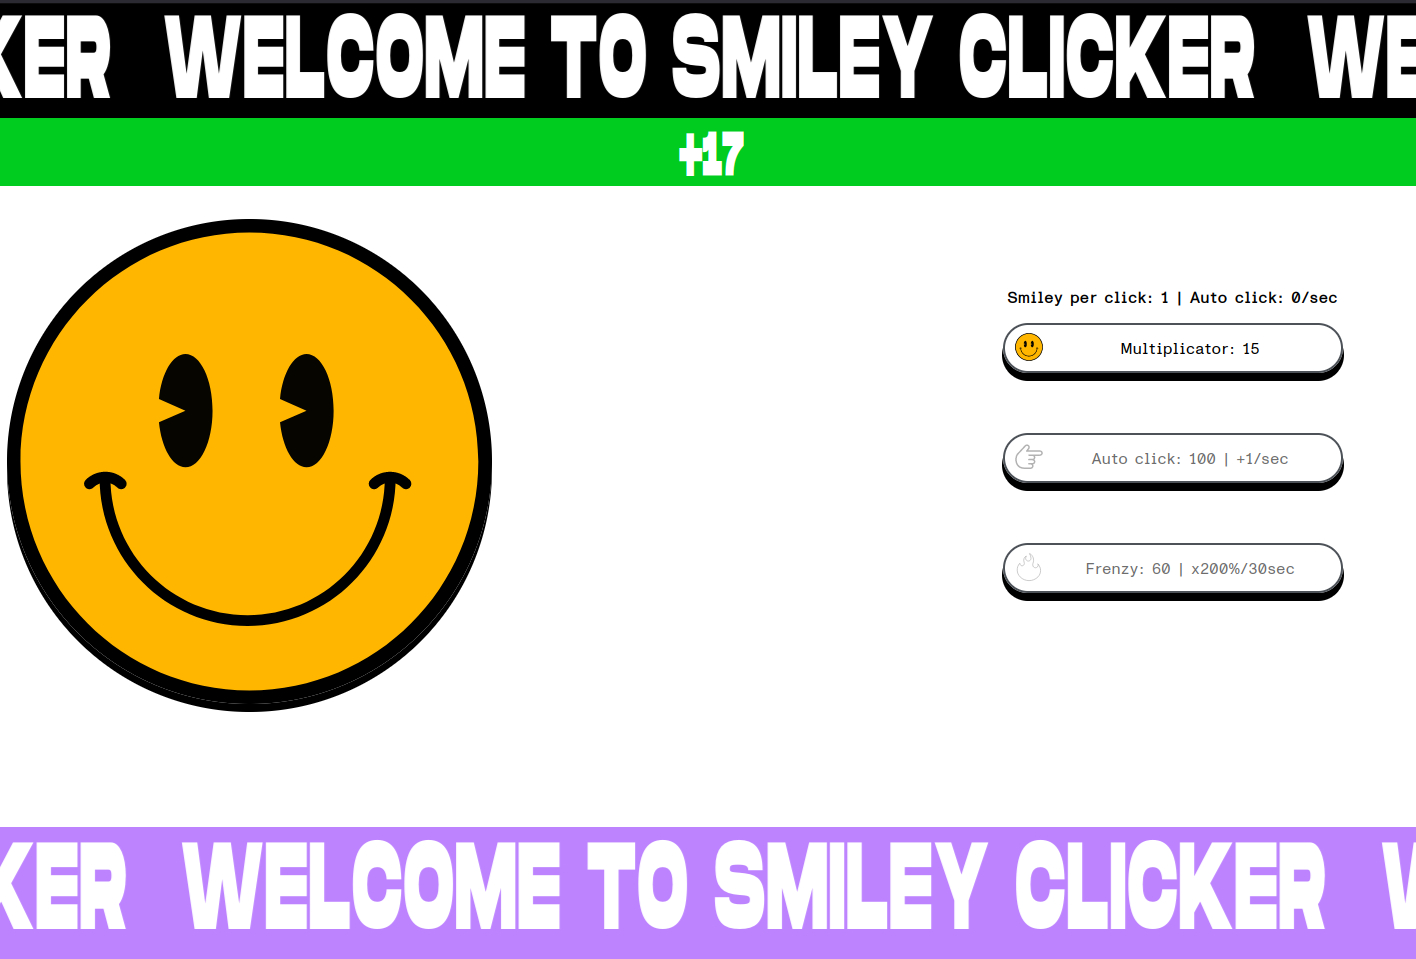 KER WELCOME TO SMILEY CLICKER WE
+17
Smiley per click: 1 | Auto click: 0/sec
Multiplicator: 15
Auto click: 100 | +1/sec
Frenzy: 60 | x200%/30sec
KER WELCOME TO SMILEY CLICKER W